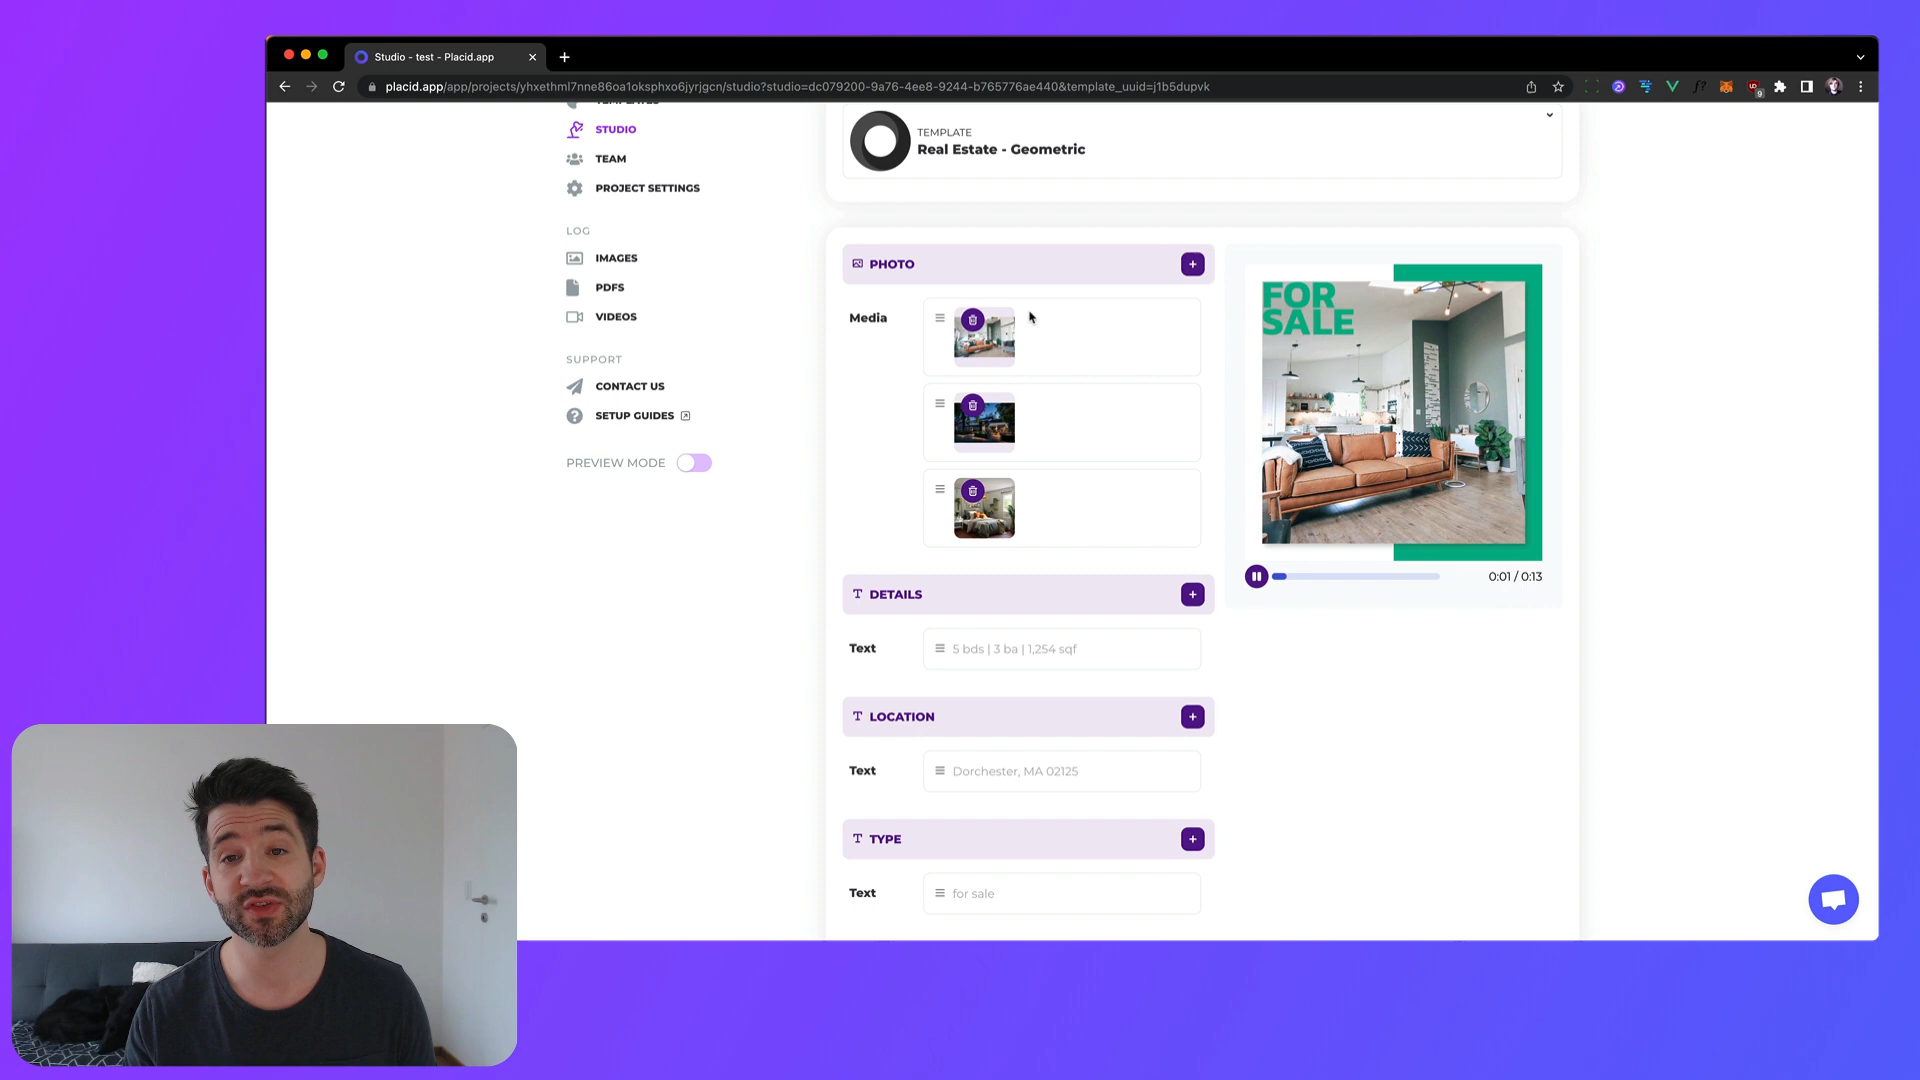 Studio - test - Placid.app
placid.app/app/projects/yhxethml7nne86oa1oksphxo6jyrjgcn/studio?studio=dc079200-9a76-4ee8-9244-b765776ae440&template_uuid=j1b5dupvk
TEMPLATES
STUDIO
TEAM
PROJECT SETTINGS
LOG
IMAGES
PDFS
VIDEOS
SUPPORT
CONTACT US
SETUP GUIDES
PREVIEW MODE
TEMPLATE
Real Estate - Geometric
PHOTO
Media
DETAILS
Text
5 bds | 3 ba | 1,254 sqf
LOCATION
Text
Dorchester, MA 02125
TYPE
Text
for sale
FOR
SALE
0:01 / 0:13